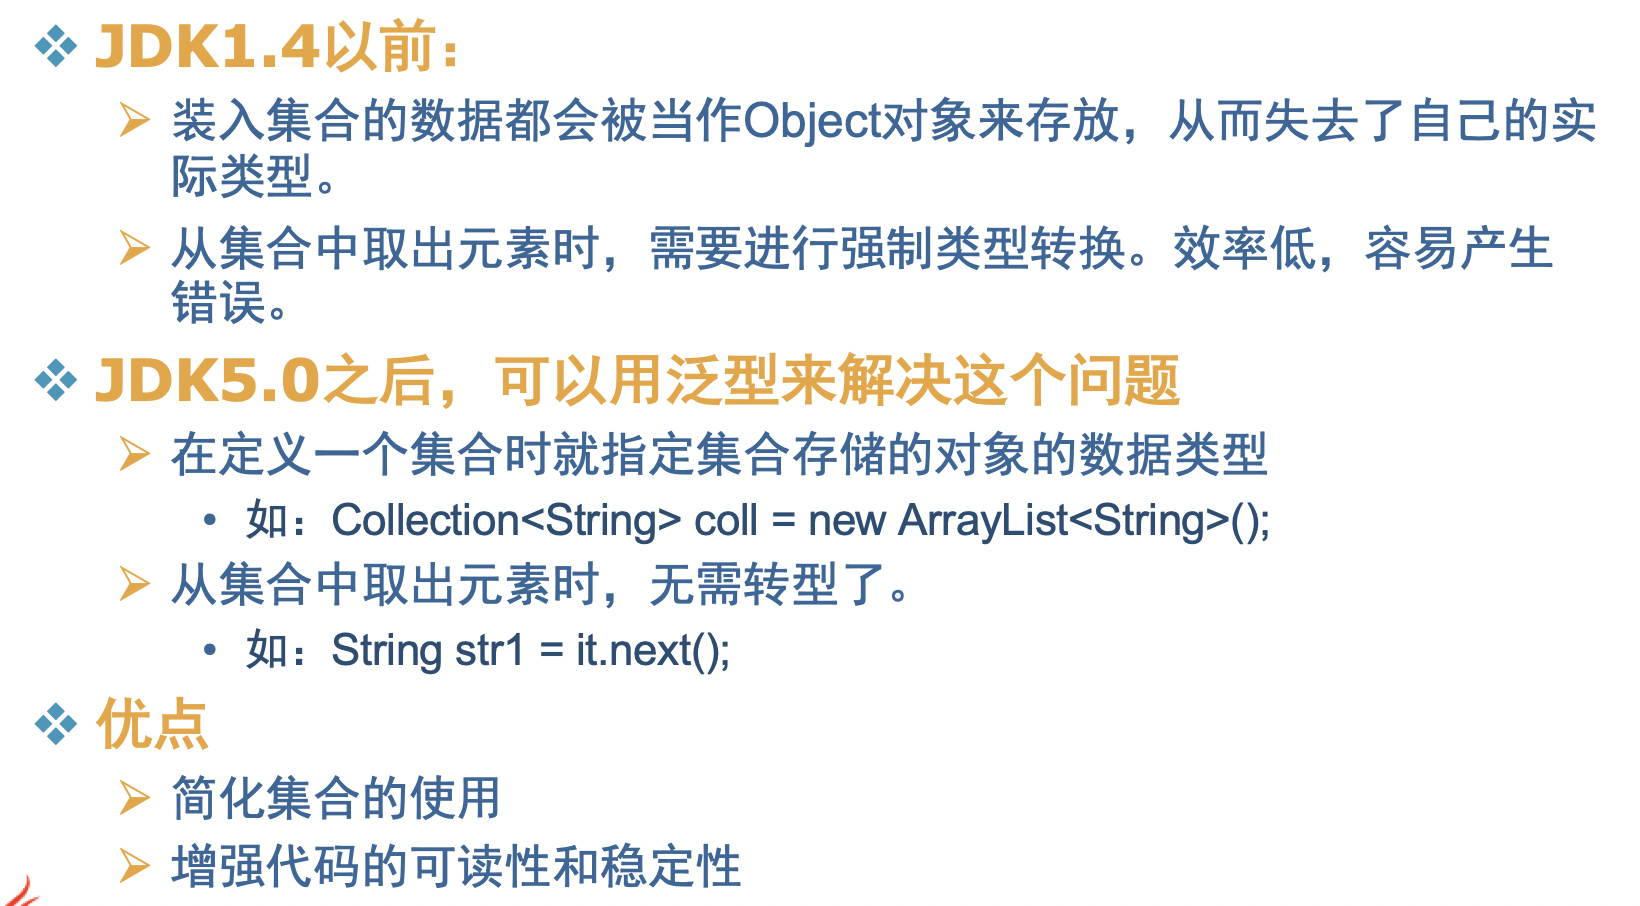 JDK1.4以前：
装入集合的数据都会被当作Object对象来存放，从而失去了自己的实
际类型。
从集合中取出元素时，需要进行强制类型转换。效率低，容易产生
错误。
JDK5.0之后，可以用泛型来解决这个问题
在定义一个集合时就指定集合存储的对象的数据类型
• 如：Collection<String> coll = new ArrayList<String>();
从集合中取出元素时，无需转型了。
• 如：String str1 = it.next();
优点
简化集合的使用
增强代码的可读性和稳定性